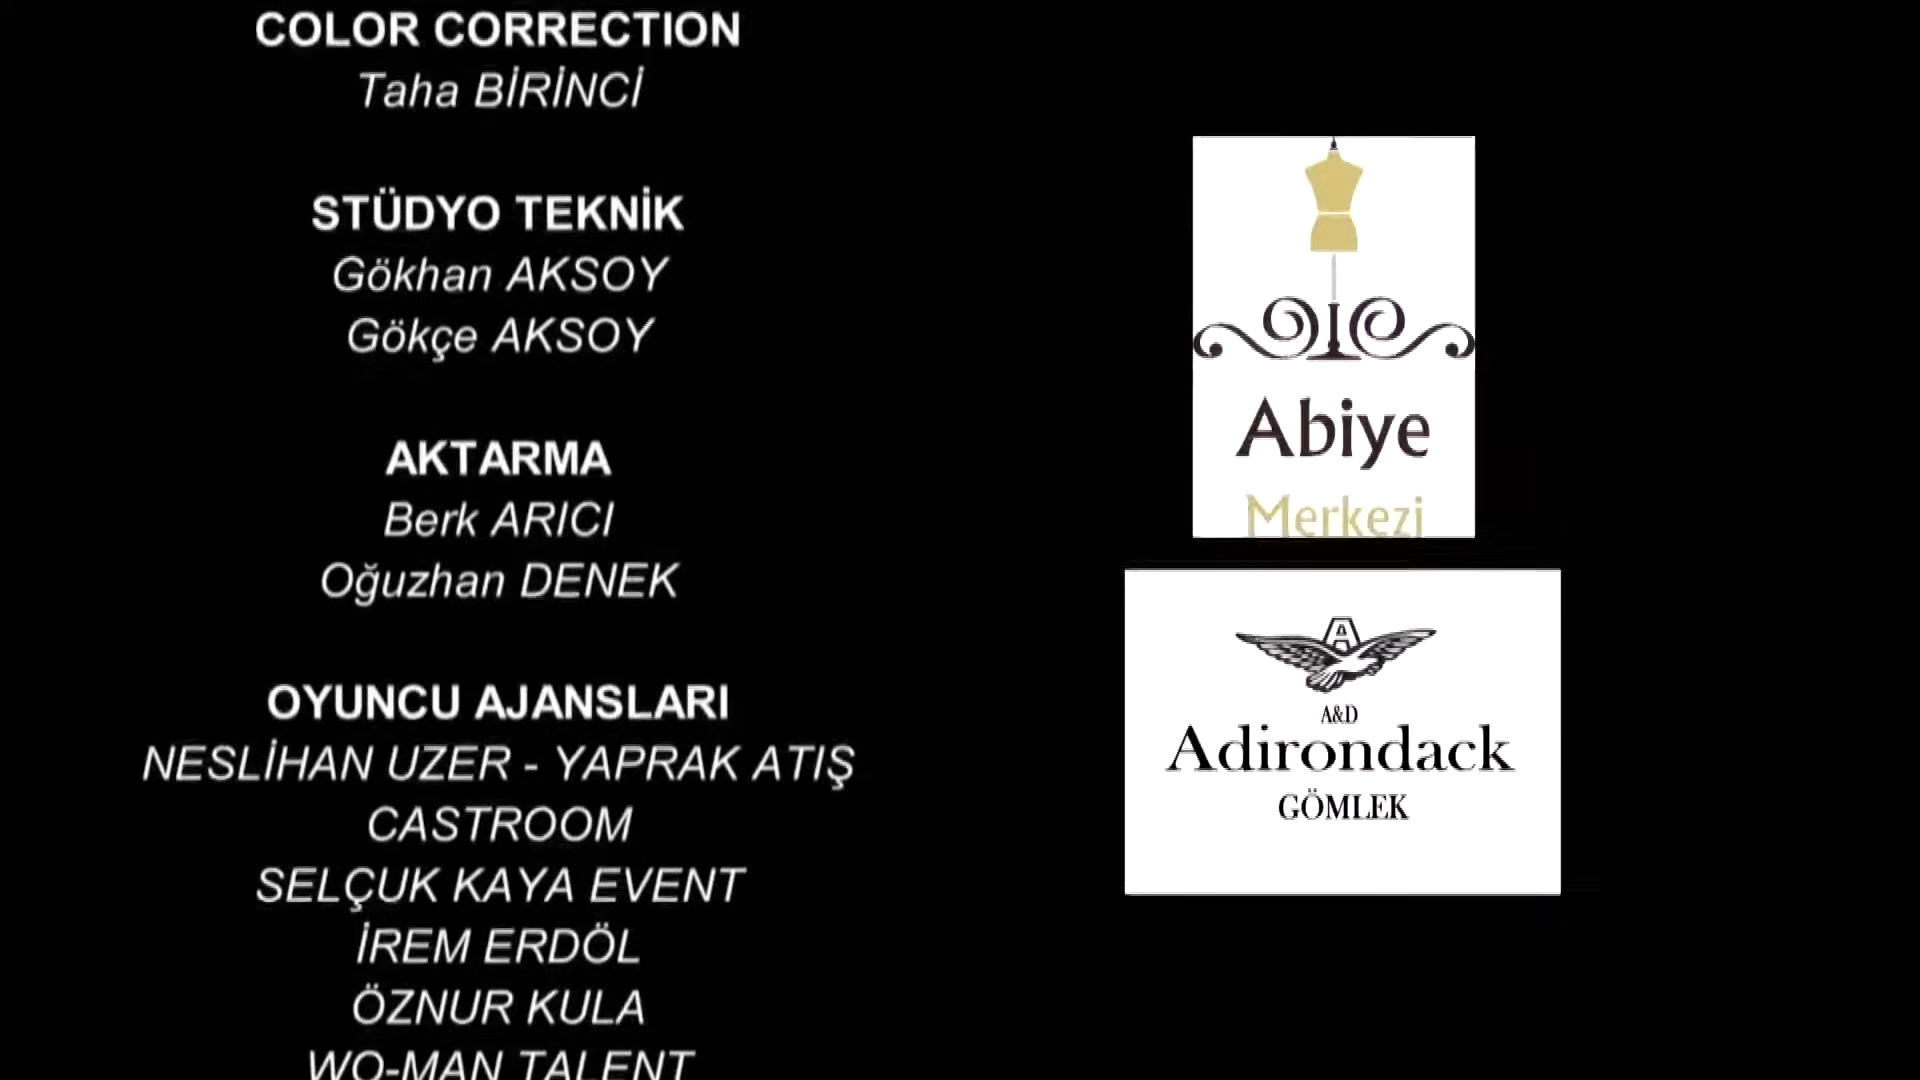 COLOR CORRECTION
Taha BİRİNCİ
STÜDYO TEKNİK
Gökhan AKSOY
Gökçe AKSOY
AKTARMA
Berk ARICI
Oğuzhan DENEK
OYUNCU AJANSLARI
NESLİHAN UZER - YAPRAK ATIŞ
CASTROOM
SELÇUK KAYA EVENT
İREM ERDÖL
ÖZNUR KULA
WO-MAN TALENT
Abiye
Merkezi
A
A&D
Adirondack
GÖMLEK